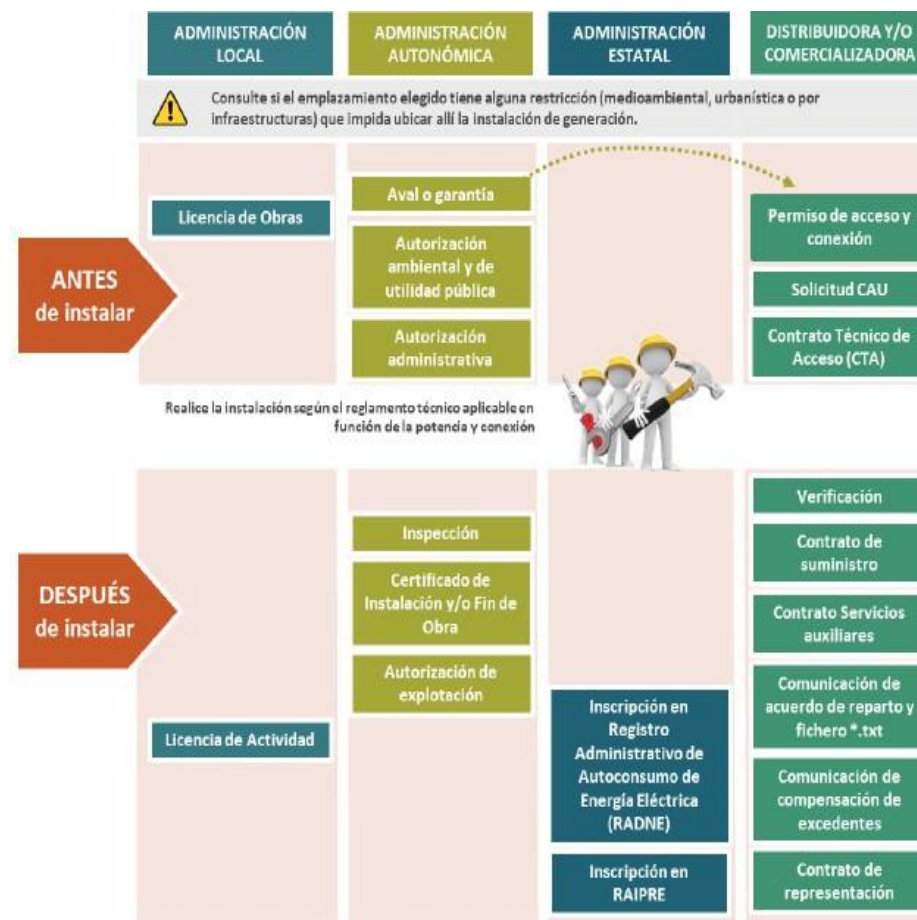 ADMINISTRACIÓN
LOCAL
ADMINISTRACIÓN
AUTONÓMICA
ADMINISTRACIÓN
ESTATAL
DISTRIBUIDORA Y/O
COMERCIALIZADORA
Consulte si el emplazamiento elegido tiene alguna restricción (medioambiental, urbanística o por
infraestructuras) que impida ubicar allí la instalación de generación.
ANTES
de instalar
Licencia de Obras
Aval o garantía
Autorización
ambiental y de
utilidad pública
Autorización
administrativa
Permiso de acceso y
conexión
Solicitud CAU
Contrato Técnico de
Acceso (CTA)
Realice la instalación según el reglamento técnico aplicable en
función de la potencia y conexión
DESPUÉS
de instalar
Licencia de Actividad
Inspección
Certificado de
Instalación y/o Fin de
Obra
Autorización de
explotación
Inscripción en
Registro
Administrativo de
Autoconsumo de
Energía Eléctrica
(RADNE)
Inscripción en
RAIPRE
Verificación
Contrato de
suministro
Contrato Servicios
auxiliares
Comunicación de
acuerdo de reparto y
fichero *.txt
Comunicación de
compensación de
excedentes
Contrato de
representación